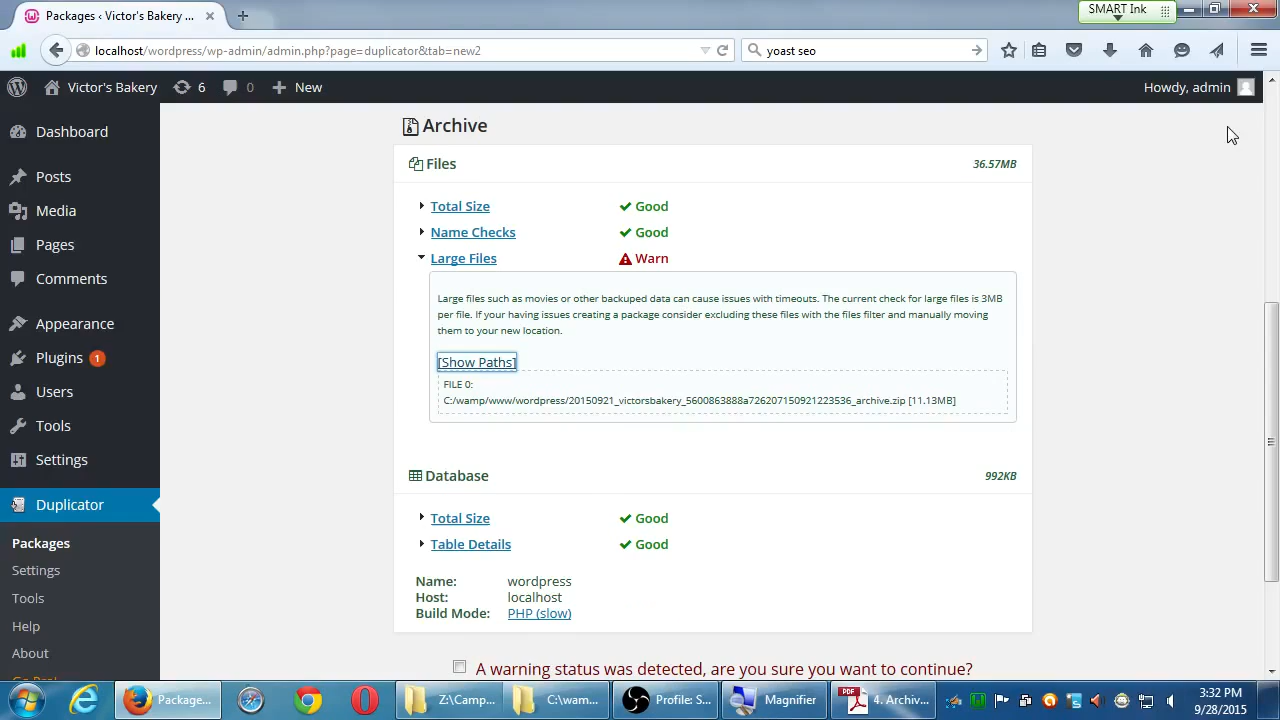 Packages ‹ Victor's Bakery ...
SMART Ink
localhost/wordpress/wp-admin/admin.php?page=duplicator&tab=new2
yoast seo
Victor's Bakery
6
0
New
Howdy, admin
Dashboard
Posts
Media
Pages
Comments
Appearance
Plugins 1
Users
Tools
Settings
Duplicator
Packages
Settings
Tools
Help
About
Go Pro!
Archive
Files
36.57MB
Total Size
Good
Name Checks
Good
Large Files
Warn
Large files such as movies or other backuped data can cause issues with timeouts. The current check for large files is 3MB
per file. If your having issues creating a package consider excluding these files with the files filter and manually moving
them to your new location.
[Show Paths]
FILE 0:
C:/wamp/www/wordpress/20150921_victorsbakery_5600863888a726207150921223536_archive.zip [11.13MB]
Database
992KB
Total Size
Good
Table Details
Good
Name: wordpress
Host: localhost
Build Mode: PHP (slow)
A warning status was detected, are you sure you want to continue?
Package...
Z:\Camp...
C:\wam...
Profile: S...
Magnifier
PDF
4. Archiv...
3:32 PM
9/28/2015